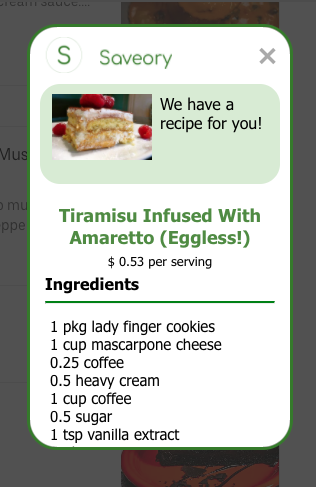 cream sauce....
S
Saveory
×
We have a
recipe for you!
Mus
mu
ppe
Tiramisu Infused With
Amaretto (Eggless!)
$ 0.53 per serving
Ingredients
1 pkg lady finger cookies
1 cup mascarpone cheese
0.25 coffee
0.5 heavy cream
1 cup coffee
0.5 sugar
1 tsp vanilla extract